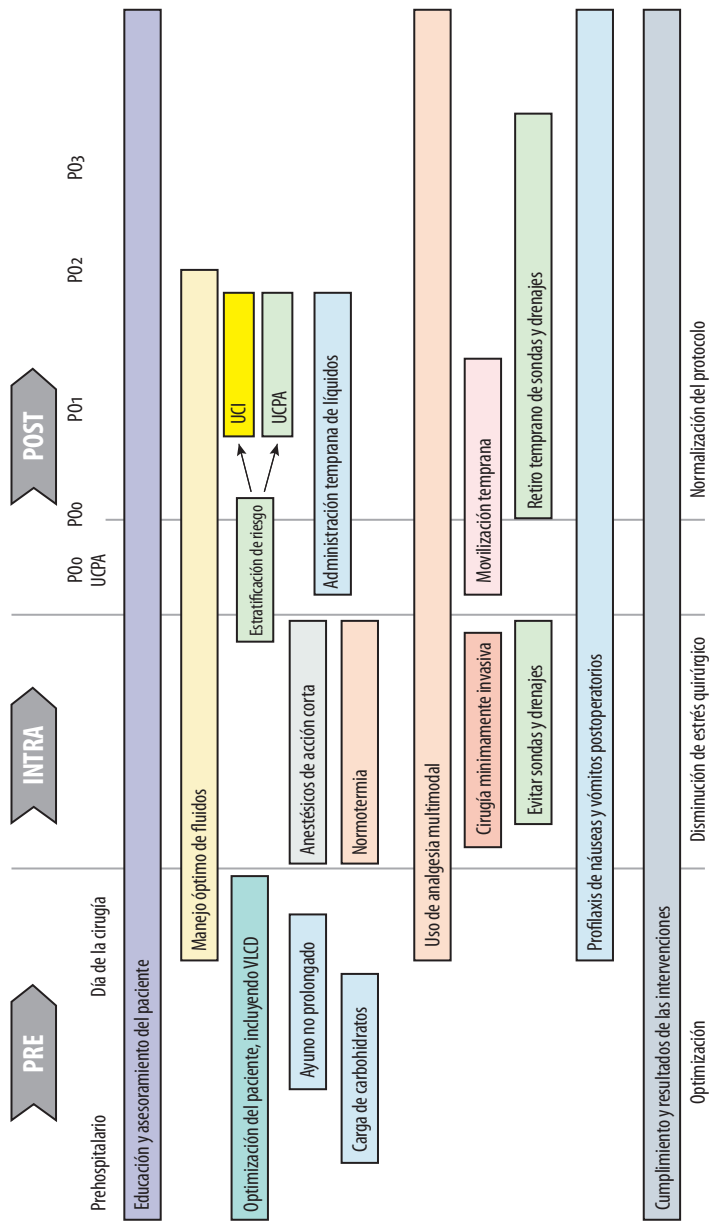 PRE
INTRA
POST
Prehospitalario
Día de la cirugía
PO0
UCPA
PO0
PO1
PO2
PO3
Educación y asesoramiento del paciente
Manejo óptimo de fluidos
Optimización del paciente, incluyendo VLCD
Estratificación de riesgo
UCI
UCPA
Ayuno no prolongado
Anestésicos de acción corta
Administración temprana de líquidos
Carga de carbohidratos
Normotermia
Uso de analgesia multimodal
Cirugía minimamente invasiva
Movilización temprana
Evitar sondas y drenajes
Retiro temprano de sondas y drenajes
Profilaxis de náuseas y vómitos postoperatorios
Cumplimiento y resultados de las intervenciones
Optimización
Disminución de estrés quirúrgico
Normalización del protocolo